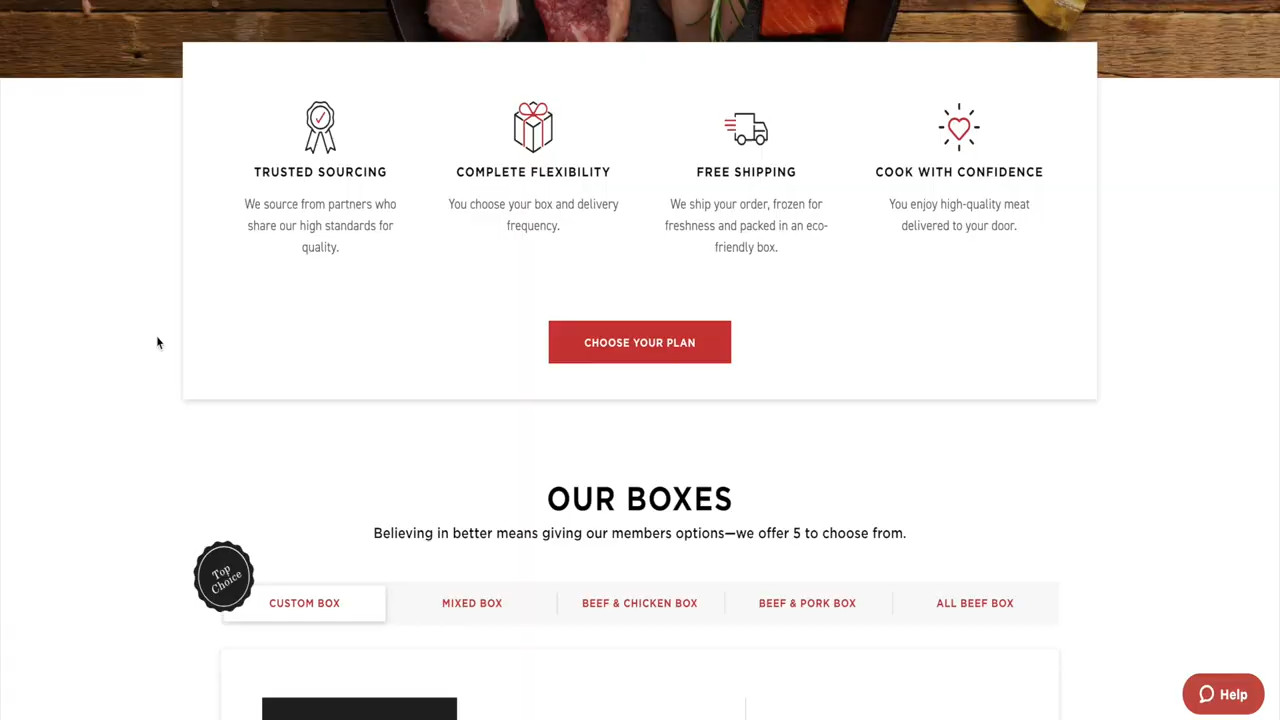 TRUSTED SOURCING
We source from partners who
share our high standards for
quality.
COMPLETE FLEXIBILITY
You choose your box and delivery
frequency.
FREE SHIPPING
We ship your order, frozen for
freshness and packed in an eco-
friendly box.
COOK WITH CONFIDENCE
You enjoy high-quality meat
delivered to your door.
CHOOSE YOUR PLAN
OUR BOXES
Believing in better means giving our members options—we offer 5 to choose from.
Top
Choice
CUSTOM BOX
MIXED BOX
BEEF & CHICKEN BOX
BEEF & PORK BOX
ALL BEEF BOX
Help